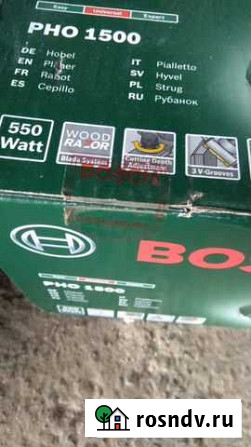 Easy Universal Expert
PHO 1500
DE Hobel
EN Planer
FR Rabot
ES Cepillo
IT Pialletto
SV Hyvel
PL Strug
RU Рубанок
550
Watt
WOOD
RAZOR
Blade System
Cutting Depth
Adjustment
3 V-Grooves
BOSCH
BOS
PHO 1500
rosndv.ru